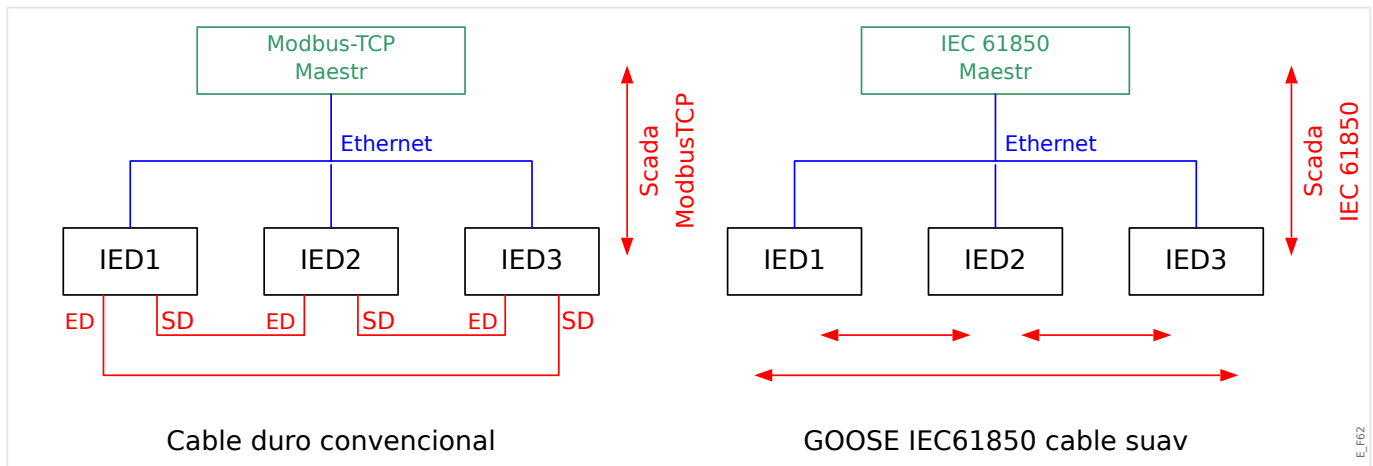 Modbus-TCP
Maestr
Ethernet
Scada
ModbusTCP
IED1
IED2
IED3
ED
SD
ED
SD
ED
SD
Cable duro convencional
IEC 61850
Maestr
Ethernet
Scada
IEC 61850
IED1
IED2
IED3
GOOSE IEC61850 cable suav
E_F62